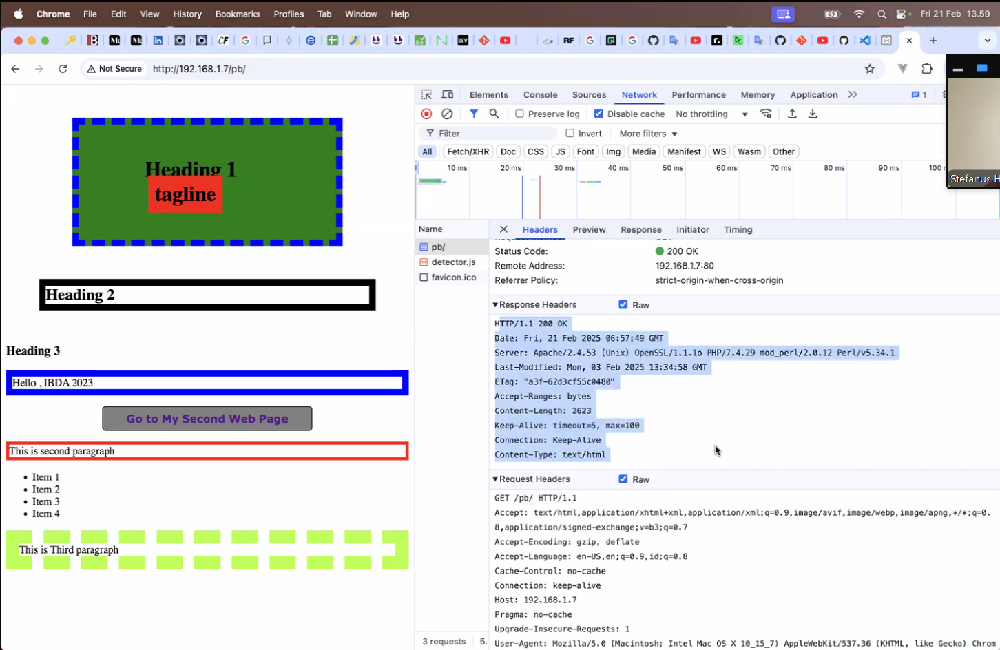 Chrome File Edit View History Bookmarks Profiles Tab Window Help Fri 21 Feb 13.59
Not Secure http://192.168.1.7/pb/
Elements Console Sources Network Performance Memory Application 1
Preserve log Disable cache No throttling
Filter Invert More filters
All Fetch/XHR Doc CSS JS Font Img Media Manifest WS Wasm Other
10 ms 20 ms 30 ms 40 ms 50 ms 60 ms 70 ms 80 ms 90 ms 100
Stefanus H
Heading 1
tagline
Heading 2
Heading 3
Hello , IBDA 2023
Go to My Second Web Page
This is second paragraph
Item 1
Item 2
Item 3
Item 4
This is Third paragraph
Name
pb/
detector.js
favicon.ico
3 requests 5.
Headers Preview Response Initiator Timing
Status Code: 200 OK
Remote Address: 192.168.1.7:80
Referrer Policy: strict-origin-when-cross-origin
Response Headers Raw
HTTP/1.1 200 OK
Date: Fri, 21 Feb 2025 06:57:49 GMT
Server: Apache/2.4.53 (Unix) OpenSSL/1.1.1o PHP/7.4.29 mod_perl/2.0.12 Perl/v5.34.1
Last-Modified: Mon, 03 Feb 2025 13:34:58 GMT
ETag: "a3f-62d3cf55c0480"
Accept-Ranges: bytes
Content-Length: 2623
Keep-Alive: timeout=5, max=100
Connection: Keep-Alive
Content-Type: text/html
Request Headers Raw
GET /pb/ HTTP/1.1
Accept: text/html,application/xhtml+xml,application/xml;q=0.9,image/avif,image/webp,image/apng,*/*;q=0.
8,application/signed-exchange;v=b3;q=0.7
Accept-Encoding: gzip, deflate
Accept-Language: en-US,en;q=0.9,id;q=0.8
Cache-Control: no-cache
Connection: keep-alive
Host: 192.168.1.7
Pragma: no-cache
Upgrade-Insecure-Requests: 1
User-Agent: Mozilla/5.0 (Macintosh; Intel Mac OS X 10_15_7) AppleWebKit/537.36 (KHTML, like Gecko) Chrom